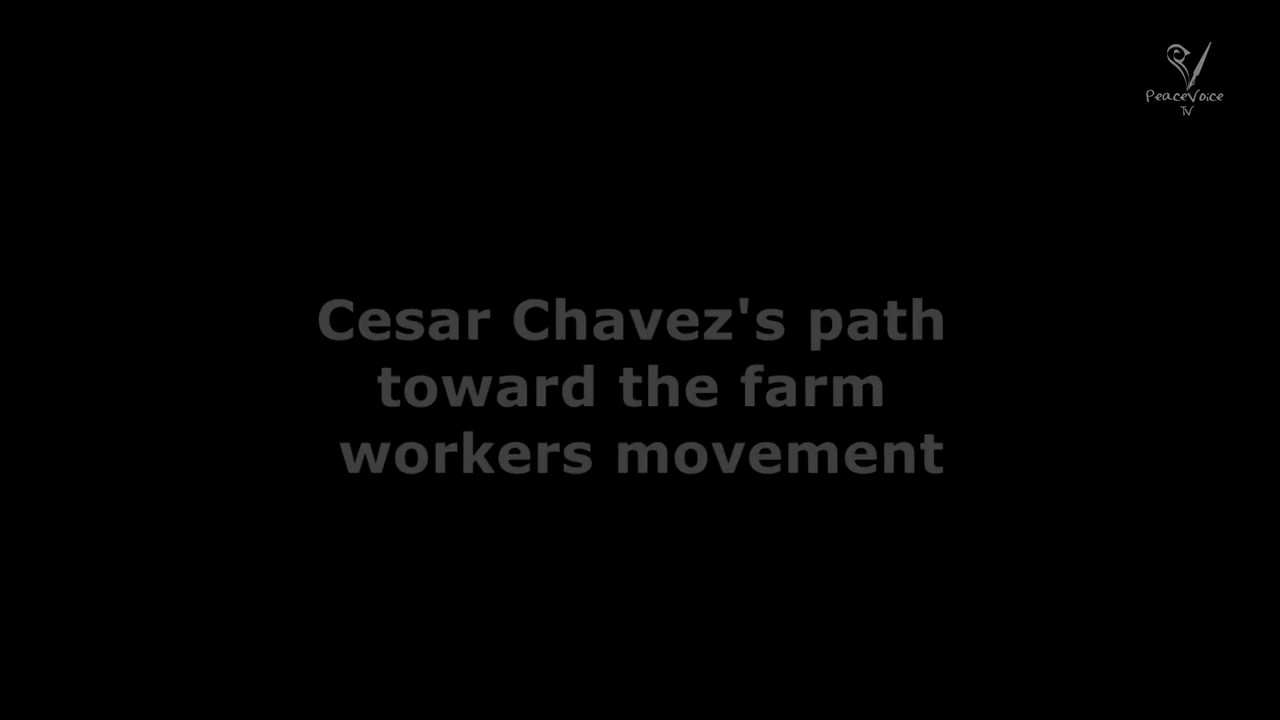 PeaceVoice
TV
Cesar Chavez's path
toward the farm
workers movement